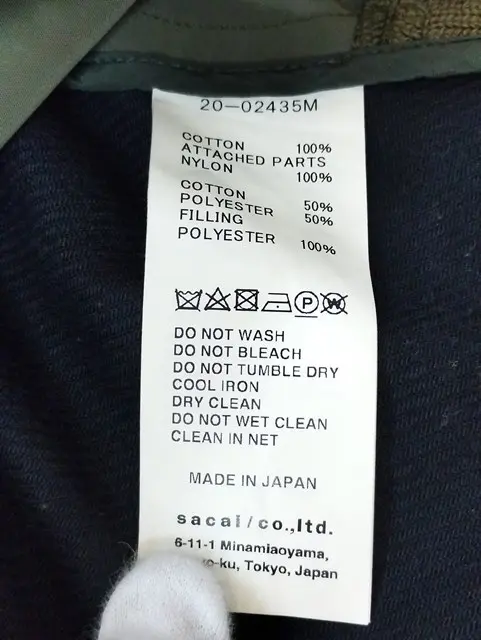 20-02435M
COTTON 100%
ATTACHED PARTS
NYLON 100%
COTTON 50%
POLYESTER 50%
FILLING
POLYESTER 100%
P W
DO NOT WASH
DO NOT BLEACH
DO NOT TUMBLE DRY
COOL IRON
DRY CLEAN
DO NOT WET CLEAN
CLEAN IN NET
MADE IN JAPAN
sacai/co.,ltd.
6-11-1 Minamiaoyama,
-ku, Tokyo, Japan